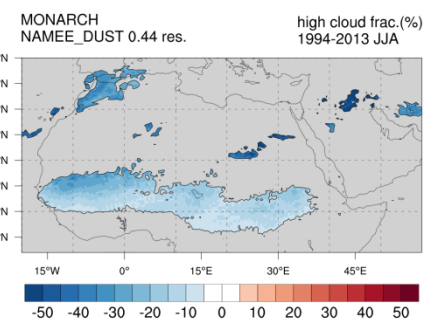 MONARCH
high cloud frac.(%)
NAMEE_DUST 0.44 res.
1994-2013 JJA
N
N
N
N
N
N
N
N
15°W 0° 15°E 30°E 45°E
-50 -40 -30 -20 -10 0 10 20 30 40 50